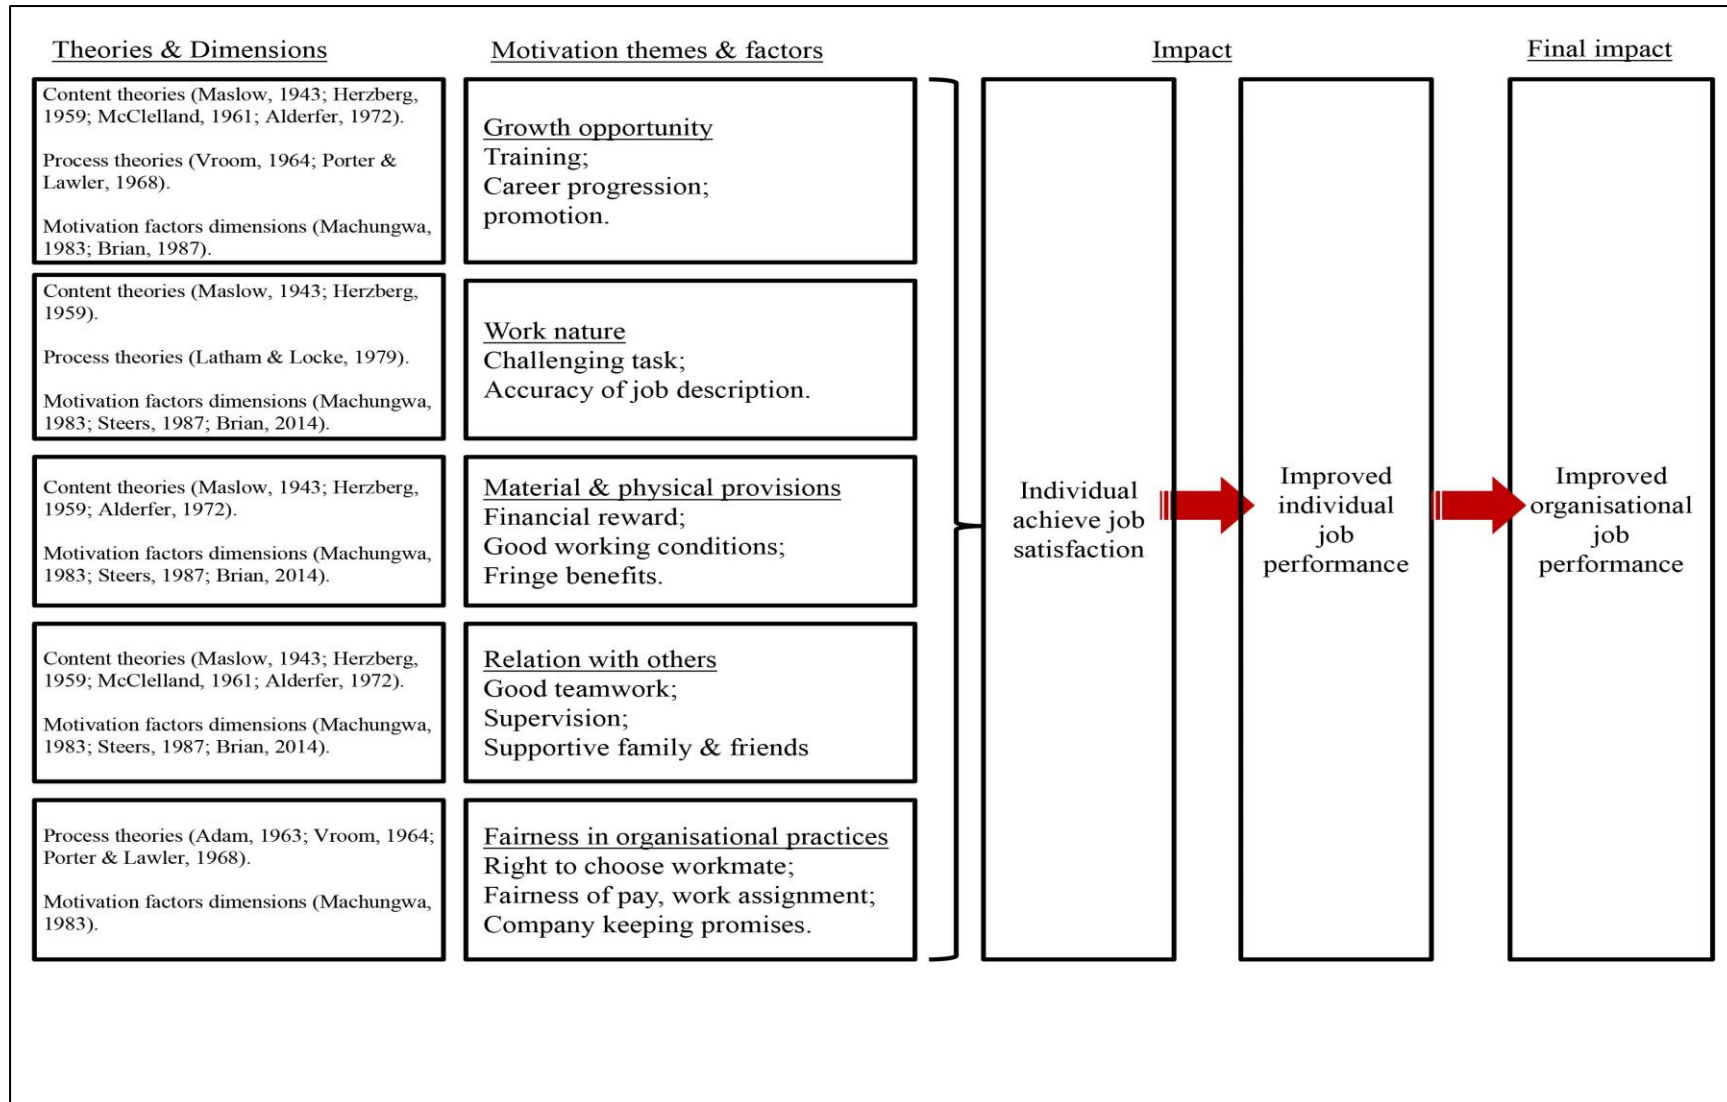 Theories & Dimensions
Motivation themes & factors
Impact
Final impact
Content theories (Maslow, 1943; Herzberg,
1959; McClelland, 1961; Alderfer, 1972).
Process theories (Vroom, 1964; Porter &
Lawler, 1968).
Motivation factors dimensions (Machungwa,
1983; Brian, 1987).
Growth opportunity
Training;
Career progression;
promotion.
Content theories (Maslow, 1943; Herzberg,
1959).
Process theories (Latham & Locke, 1979).
Motivation factors dimensions (Machungwa,
1983; Steers, 1987; Brian, 2014).
Work nature
Challenging task;
Accuracy of job description.
Content theories (Maslow, 1943; Herzberg,
1959; Alderfer, 1972).
Motivation factors dimensions (Machungwa,
1983; Steers, 1987; Brian, 2014).
Material & physical provisions
Financial reward;
Good working conditions;
Fringe benefits.
Content theories (Maslow, 1943; Herzberg,
1959; McClelland, 1961; Alderfer, 1972).
Motivation factors dimensions (Machungwa,
1983; Steers, 1987; Brian, 2014).
Relation with others
Good teamwork;
Supervision;
Supportive family & friends
Process theories (Adam, 1963; Vroom, 1964;
Porter & Lawler, 1968).
Motivation factors dimensions (Machungwa,
1983).
Fairness in organisational practices
Right to choose workmate;
Fairness of pay, work assignment;
Company keeping promises.
Individual
achieve job
satisfaction
Improved
individual
job
performance
Improved
organisational
job
performance